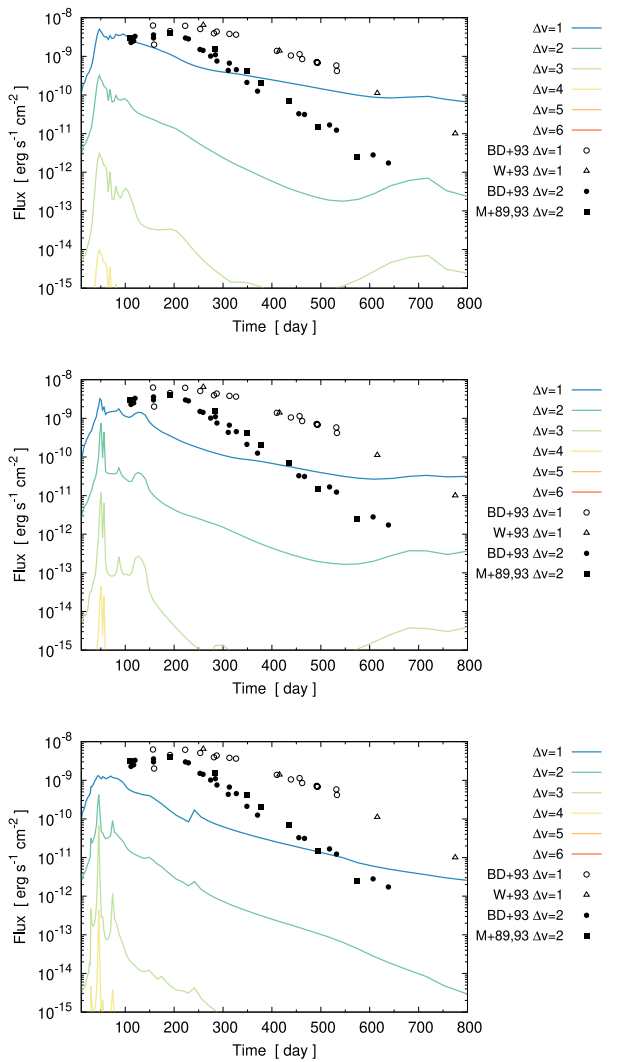 10⁻⁸
10⁻⁹
10⁻¹⁰
10⁻¹¹
10⁻¹²
10⁻¹³
10⁻¹⁴
10⁻¹⁵
Flux [ erg s⁻¹ cm⁻² ]
100 200 300 400 500 600 700 800
Time [ day ]
Δv=1
Δv=2
Δv=3
Δv=4
Δv=5
Δv=6
BD+93 Δv=1
W+93 Δv=1
BD+93 Δv=2
M+89,93 Δv=2
10⁻⁸
10⁻⁹
10⁻¹⁰
10⁻¹¹
10⁻¹²
10⁻¹³
10⁻¹⁴
10⁻¹⁵
Flux [ erg s⁻¹ cm⁻² ]
100 200 300 400 500 600 700 800
Time [ day ]
Δv=1
Δv=2
Δv=3
Δv=4
Δv=5
Δv=6
BD+93 Δv=1
W+93 Δv=1
BD+93 Δv=2
M+89,93 Δv=2
10⁻⁸
10⁻⁹
10⁻¹⁰
10⁻¹¹
10⁻¹²
10⁻¹³
10⁻¹⁴
10⁻¹⁵
Flux [ erg s⁻¹ cm⁻² ]
100 200 300 400 500 600 700 800
Time [ day ]
Δv=1
Δv=2
Δv=3
Δv=4
Δv=5
Δv=6
BD+93 Δv=1
W+93 Δv=1
BD+93 Δv=2
M+89,93 Δv=2